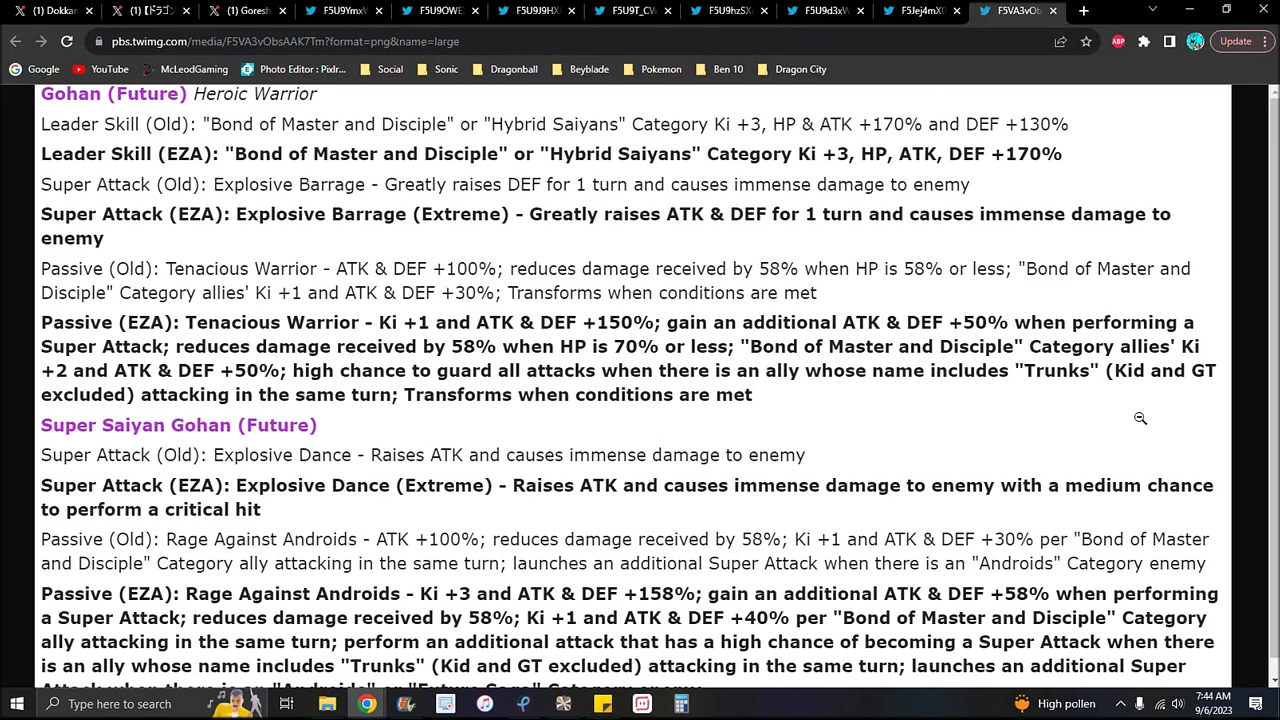 Dokkan
【ドラゴン
Goresh
F5U9Ymx
F5U9OWE
F5U9J9HX
F5U9T_CW
F5U9hzSX
F5U9d3xW
F5Jej4mX0
F5VA3vOb
pbs.twimg.com/media/F5VA3vObsAAK7Tm?format=png&name=large
ABP
Update
Google YouTube McLeodGaming Photo Editor : Pixlr... Social Sonic Dragonball Beyblade Pokemon Ben 10 Dragon City
Gohan (Future) Heroic Warrior
Leader Skill (Old): "Bond of Master and Disciple" or "Hybrid Saiyans" Category Ki +3, HP & ATK +170% and DEF +130%
Leader Skill (EZA): "Bond of Master and Disciple" or "Hybrid Saiyans" Category Ki +3, HP, ATK, DEF +170%
Super Attack (Old): Explosive Barrage - Greatly raises DEF for 1 turn and causes immense damage to enemy
Super Attack (EZA): Explosive Barrage (Extreme) - Greatly raises ATK & DEF for 1 turn and causes immense damage to
enemy
Passive (Old): Tenacious Warrior - ATK & DEF +100%; reduces damage received by 58% when HP is 58% or less; "Bond of Master and
Disciple" Category allies' Ki +1 and ATK & DEF +30%; Transforms when conditions are met
Passive (EZA): Tenacious Warrior - Ki +1 and ATK & DEF +150%; gain an additional ATK & DEF +50% when performing a
Super Attack; reduces damage received by 58% when HP is 70% or less; "Bond of Master and Disciple" Category allies' Ki
+2 and ATK & DEF +50%; high chance to guard all attacks when there is an ally whose name includes "Trunks" (Kid and GT
excluded) attacking in the same turn; Transforms when conditions are met
Super Saiyan Gohan (Future)
Super Attack (Old): Explosive Dance - Raises ATK and causes immense damage to enemy
Super Attack (EZA): Explosive Dance (Extreme) - Raises ATK and causes immense damage to enemy with a medium chance
to perform a critical hit
Passive (Old): Rage Against Androids - ATK +100%; reduces damage received by 58%; Ki +1 and ATK & DEF +30% per "Bond of Master
and Disciple" Category ally attacking in the same turn; launches an additional Super Attack when there is an "Androids" Category enemy
Passive (EZA): Rage Against Androids - Ki +3 and ATK & DEF +158%; gain an additional ATK & DEF +58% when performing
a Super Attack; reduces damage received by 58%; Ki +1 and ATK & DEF +40% per "Bond of Master and Disciple" Category
ally attacking in the same turn; perform an additional attack that has a high chance of becoming a Super Attack when there
is an ally whose name includes "Trunks" (Kid and GT excluded) attacking in the same turn; launches an additional Super
Type here to search
High pollen
7:44 AM
9/6/2023